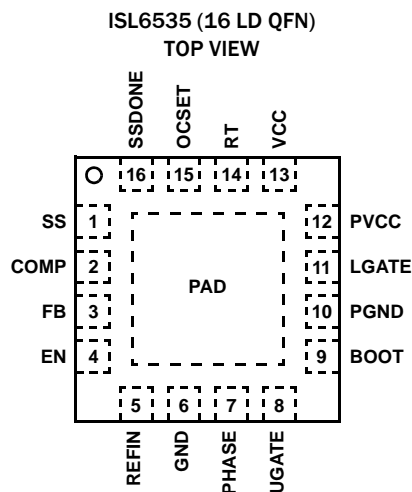 ISL6535 (16 LD QFN)
TOP VIEW
SSDONE
OCSET
RT
VCC
16 15 14 13
SS 1
12 PVCC
COMP 2
11 LGATE
PAD
FB 3
10 PGND
EN 4
9 BOOT
5 6 7 8
REFIN
GND
PHASE
UGATE